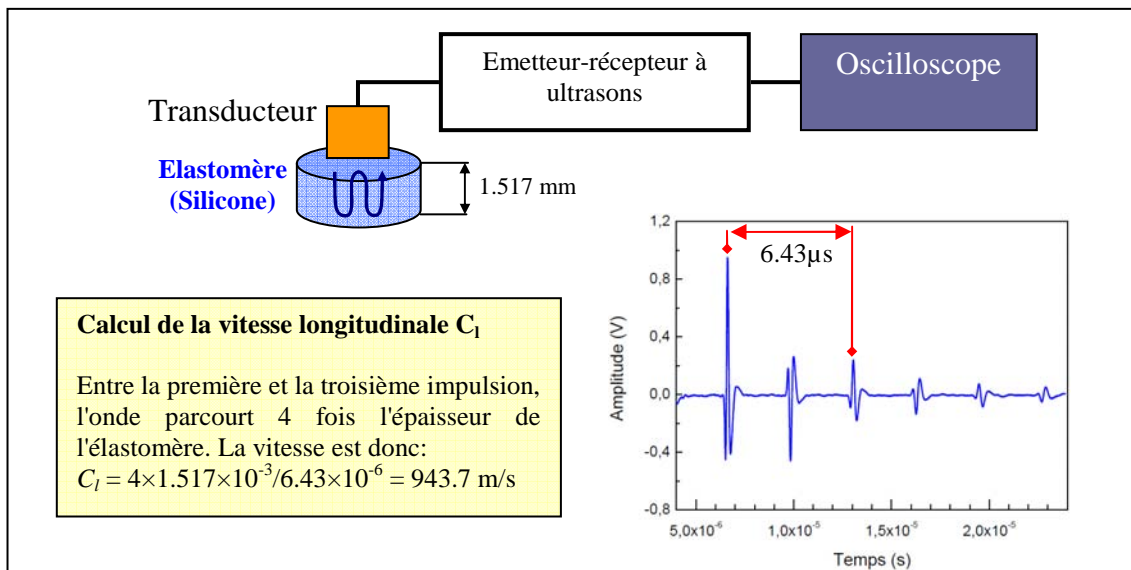 Emetteur-récepteur à
ultrasons
Oscilloscope
Transducteur
Elastomère
(Silicone)
1.517 mm
Calcul de la vitesse longitudinale Cl
Entre la première et la troisième impulsion,
l'onde parcourt 4 fois l'épaisseur de
l'élastomère. La vitesse est donc:
Cl = 4×1.517×10-3/6.43×10-6 = 943.7 m/s
6.43µs
1,2
0,8
0,4
0,0
-0,4
-0,8
Amplitude (V)
5,0x10-6 1,0x10-5 1,5x10-5 2,0x10-5
Temps (s)